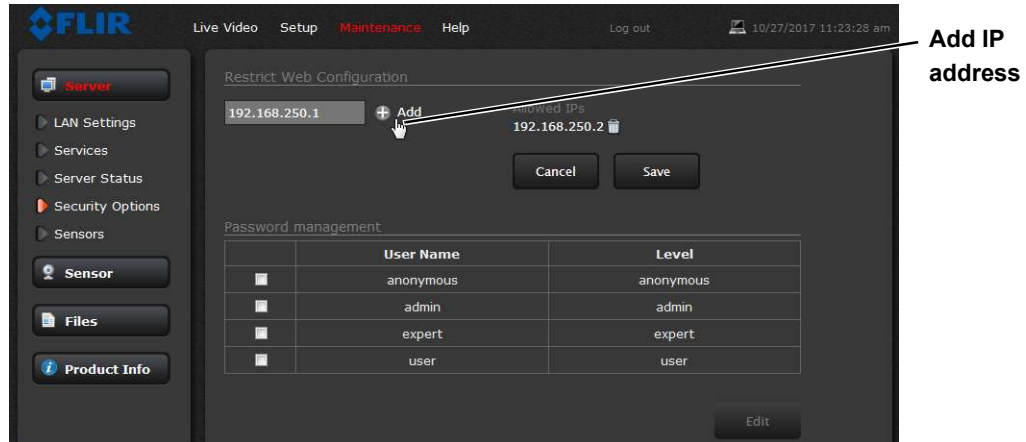 FLIR
Live Video Setup Maintenance Help Log out 10/27/2017 11:23:28 am
Add IP
address
Server
LAN Settings
Services
Server Status
Security Options
Sensors
Sensor
Files
Product Info
Restrict Web Configuration
192.168.250.1 Add
Allowed IPs
192.168.250.2
Cancel Save
Password management
User Name Level
anonymous anonymous
admin admin
expert expert
user user
Edit